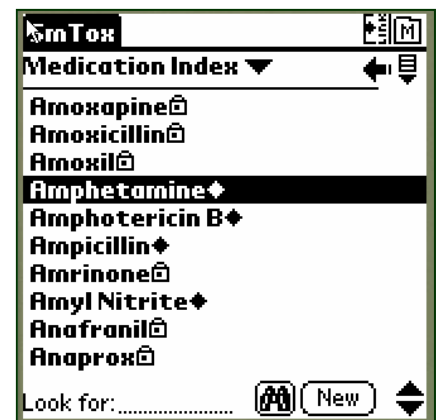 5mTox M
Medication Index
Amoxapine
Amoxicillin
Amoxil
Amphetamine
Amphotericin B
Ampicillin
Amrinone
Amyl Nitrite
Anafranil
Anaprox
Look for: New